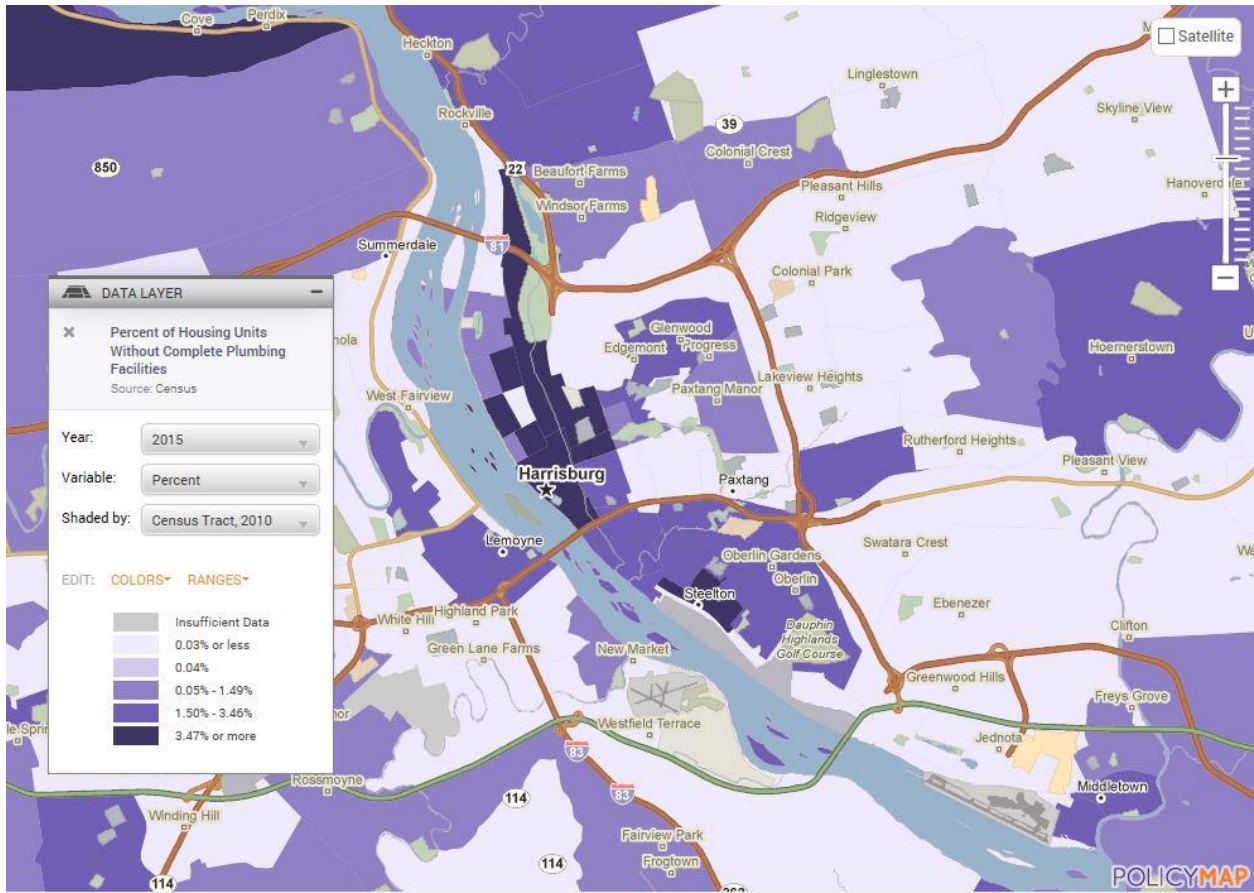 Cove
Perdix
Heckton
Satellite
Linglestown
Skyline View
Rockville
39
Colonial Crest
850
22
Beaufort Farms
Pleasant Hills
Windsor Farms
Ridgeview
Summerdale
81
Colonial Park
DATA LAYER
Percent of Housing Units
Without Complete Plumbing
Facilities
Source: Census
Year:
2015
Variable:
Percent
Shaded by:
Census Tract, 2010
EDIT:
COLORS
RANGES
Insufficient Data
0.03% or less
0.04%
0.05% - 1.49%
1.50% - 3.46%
3.47% or more
Glenwood
Edgemont
Progress
Hoernerstown
Paxtang Manor
Lakeview Heights
West Fairview
Rutherford Heights
Pleasant View
Harrisburg
Paxtang
Lemoyne
Swatara Crest
Oberlin Gardens
Oberlin
Steelton
Ebenezer
White Hill
Highland Park
Dauphin
Highlands
Golf Course
Clifton
Green Lane Farms
New Market
Greenwood Hills
Freys Grove
Westfield Terrace
Jednota
83
Rossmoyne
Middletown
114
83
Winding Hill
Fairview Park
Frogtown
114
114
POLICYMAP